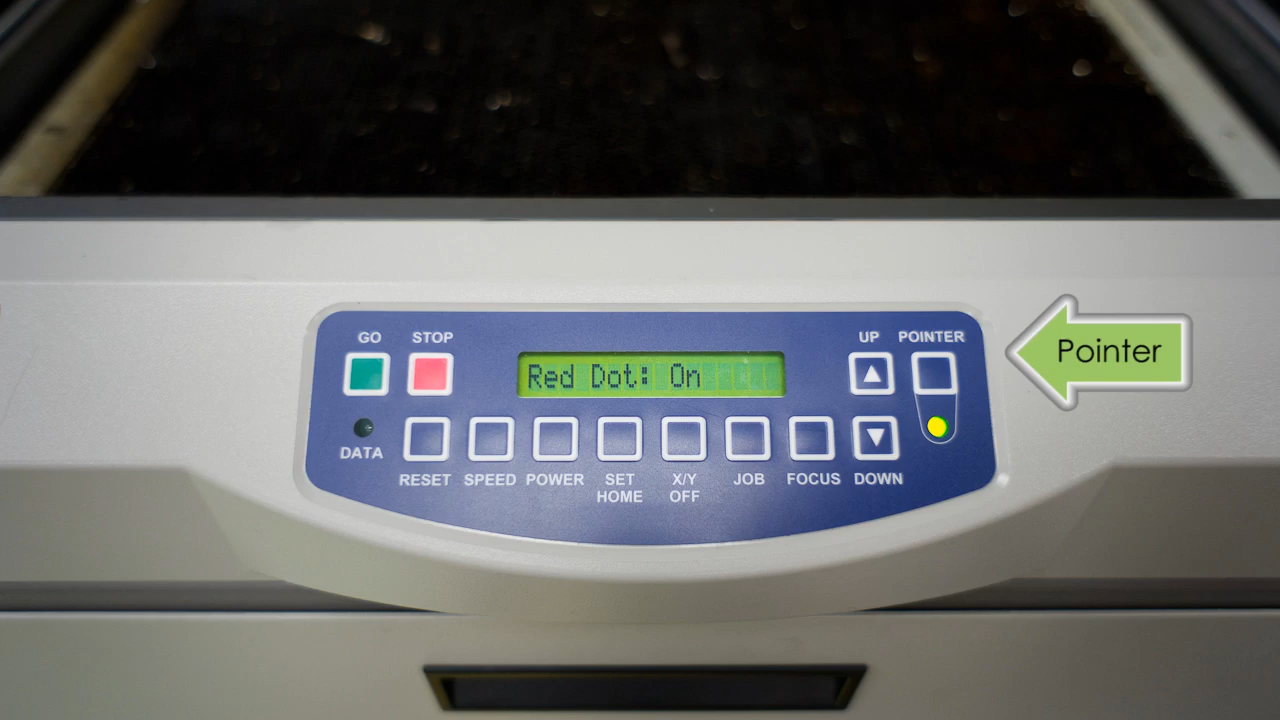 GO STOP UP POINTER
Pointer
Red Dot: On
DATA
RESET SPEED POWER SET HOME X/Y OFF JOB FOCUS DOWN